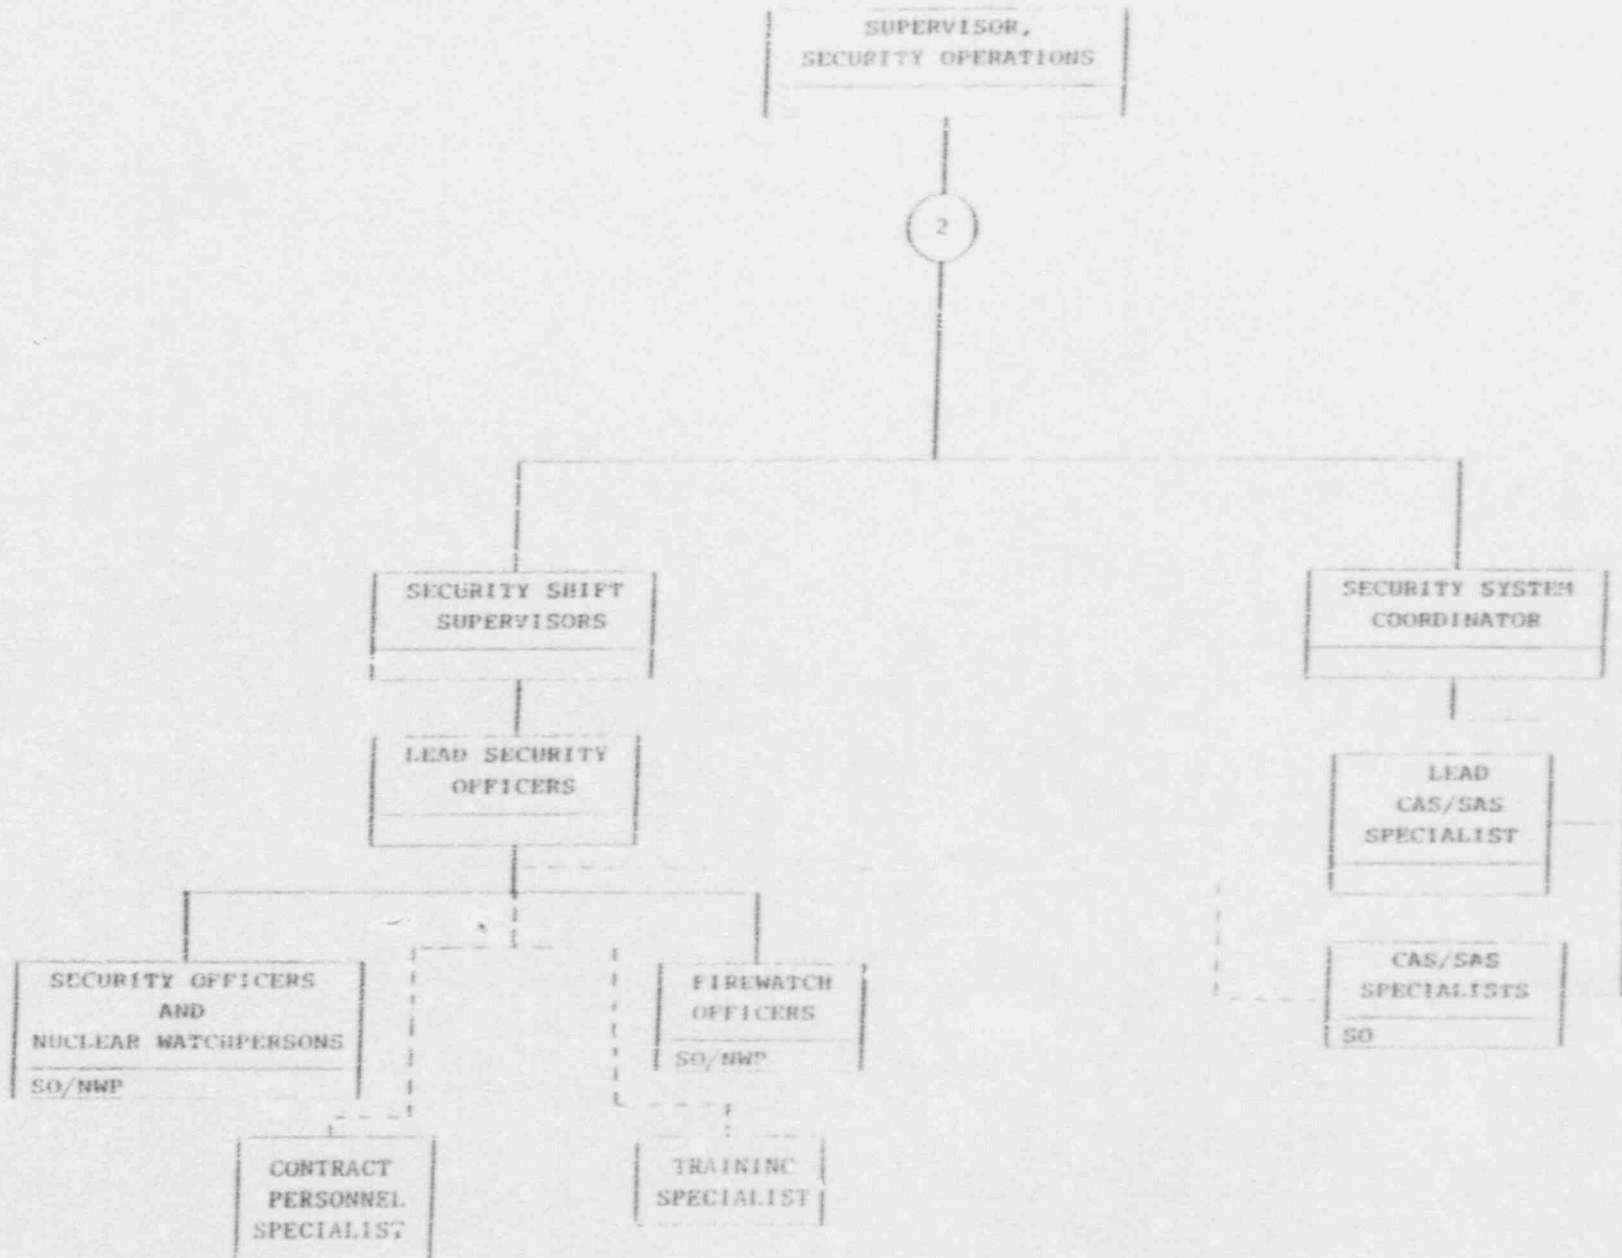 SUPERVISOR,
SECURITY OPERATIONS
2
SECURITY SHIFT
SUPERVISORS
SECURITY SYSTEM
COORDINATOR
LEAD SECURITY
OFFICERS
LEAD
CAS/SAS
SPECIALIST
SECURITY OFFICERS
AND
NUCLEAR WATCHPERSONS
SO/NWP
FIREWATCH
OFFICERS
SO/NWP
CAS/SAS
SPECIALISTS
SO
CONTRACT
PERSONNEL
SPECIALIST
TRAINING
SPECIALIST